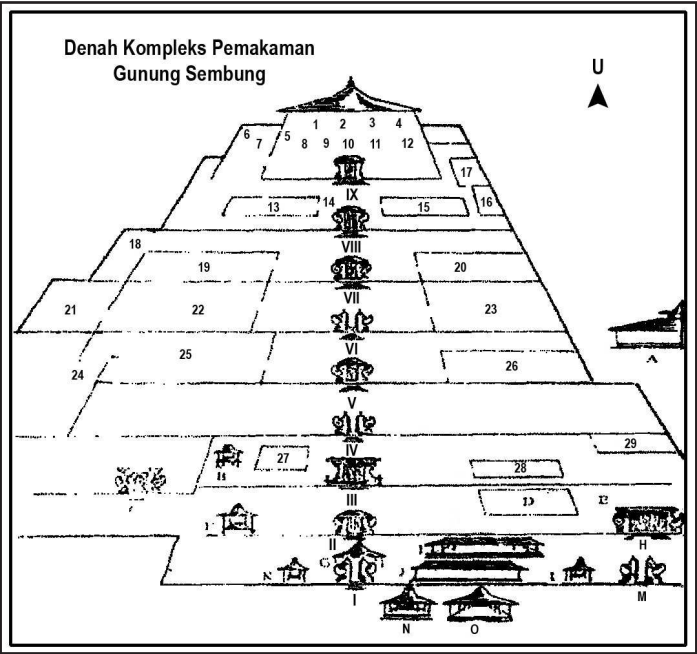 Denah Kompleks Pemakaman
Gunung Sembung
U
1 2 3 4
5
6
7 8 9 10 11 12
17
IX
13 14 15 16
VIII
18
19 20
VII
21 22 23
VI
A
25
24 26
V
IV
29
27 28
III
D
II
H
I
M
N O